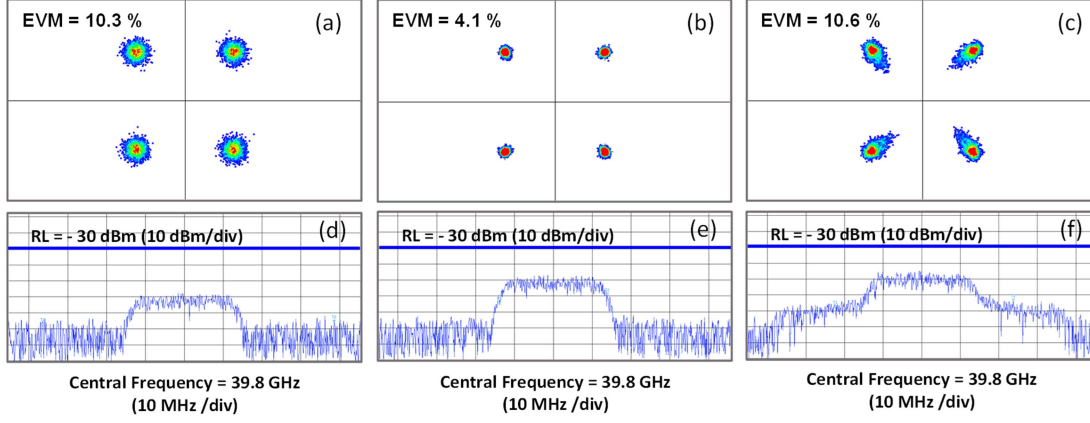 EVM = 10.3 %
(a)
EVM = 4.1 %
(b)
EVM = 10.6 %
(c)
RL = - 30 dBm (10 dBm/div)
(d)
RL = - 30 dBm (10 dBm/div)
(e)
RL = - 30 dBm (10 dBm/div)
(f)
Central Frequency = 39.8 GHz
(10 MHz /div)
Central Frequency = 39.8 GHz
(10 MHz /div)
Central Frequency = 39.8 GHz
(10 MHz /div)